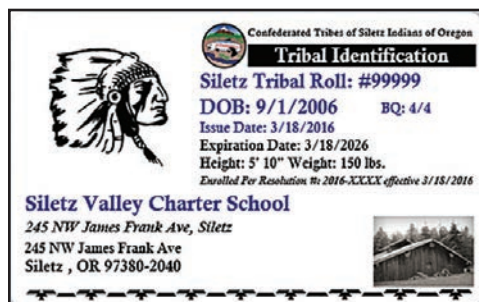 Confederated Tribes of Siletz Indians of Oregon
Tribal Identification
Siletz Tribal Roll: #99999
DOB: 9/1/2006 BQ: 4/4
Issue Date: 3/18/2016
Expiration Date: 3/18/2026
Height: 5' 10" Weight: 150 lbs.
Enrolled Per Resolution #: 2016-XXXX effective 3/18/2016
Siletz Valley Charter School
245 NW James Frank Ave, Siletz
245 NW James Frank Ave
Siletz , OR 97380-2040